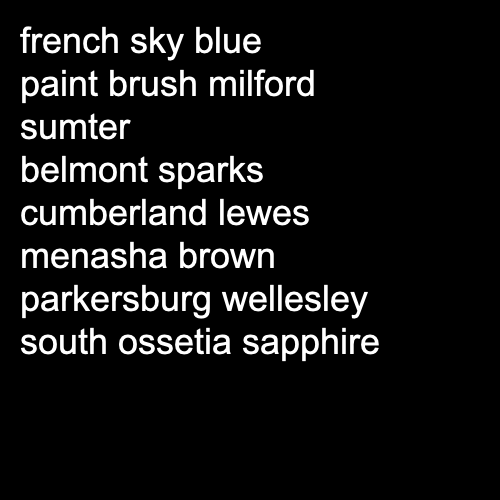 french sky blue
paint brush milford
sumter
belmont sparks
cumberland lewes
menasha brown
parkersburg wellesley
south ossetia sapphire